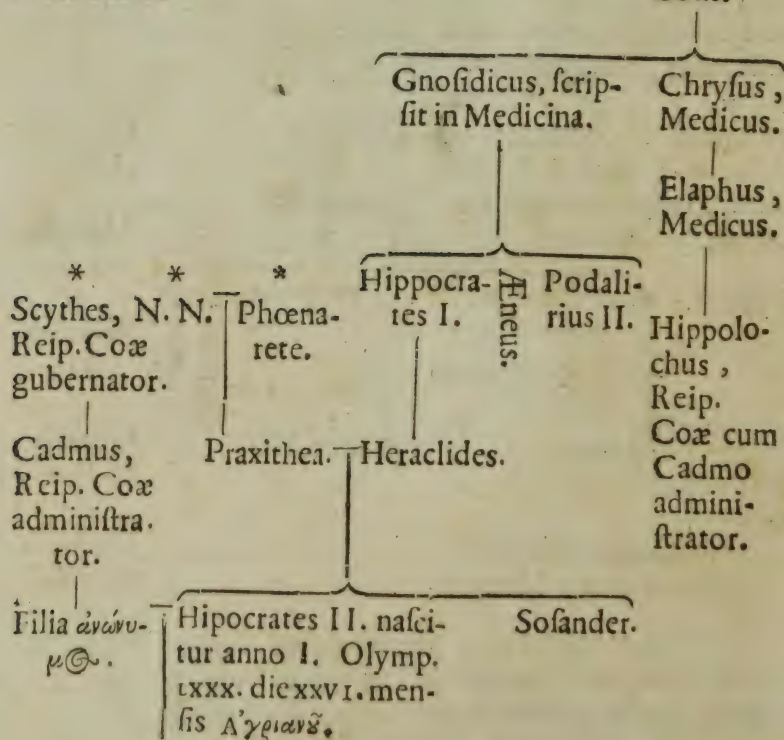 Gnoſidicus, ſcrip-
ſit in Medicina.
Chryſus,
Medicus.
Elaphus,
Medicus.
* * *
Scythes, N. N.
Reip. Coæ
gubernator.
Phœna-
rete.
Hippocra-
tes I.
Æneus.
Podali-
rius II.
Hippolo-
chus,
Reip.
Coæ cum
Cadmo
admini-
ſtrator.
Cadmus,
Reip. Coæ
adminiſtra-
tor.
Praxithea.
Heraclides.
Filia ἀνώνυ-
μ⊙.
Hipocrates II. naſci-
tur anno I. Olymp.
LXXX. die XXVI. men-
ſis Α᾽γριανȣ͂.
Soſander.